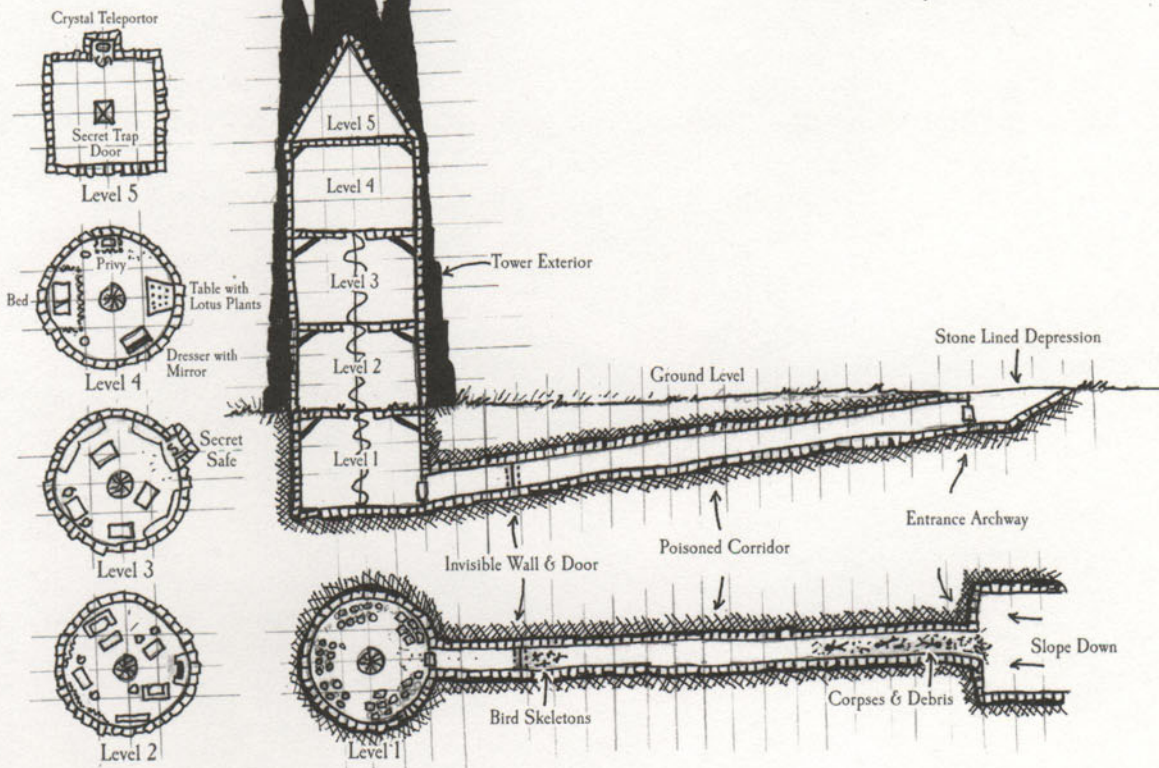 Crystal Teleportor
Secret Trap
Door
Level 5
Privy
Bed
Table with
Lotus Plants
Dresser with
Mirror
Level 4
Secret
Safe
Level 3
Level 2
Level 5
Level 4
Level 3
Level 2
Level 1
Tower Exterior
Ground Level
Stone Lined Depression
Entrance Archway
Invisible Wall & Door
Poisoned Corridor
Slope Down
Corpses & Debris
Bird Skeletons
Level 1